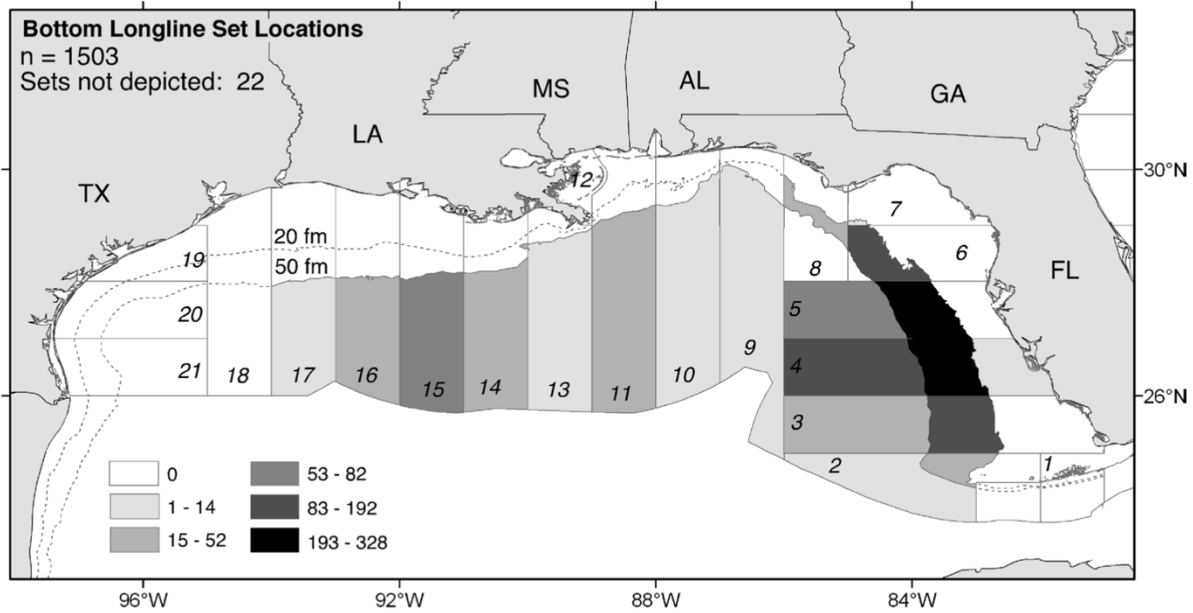 Bottom Longline Set Locations
n = 1503
Sets not depicted: 22
MS
AL
GA
LA
TX
FL
30°N
26°N
12
7
20 fm
50 fm
19
6
8
20
5
9
4
21
18
17
16
15
14
13
11
10
3
2
1
0
1 - 14
15 - 52
53 - 82
83 - 192
193 - 328
96°W
92°W
88°W
84°W